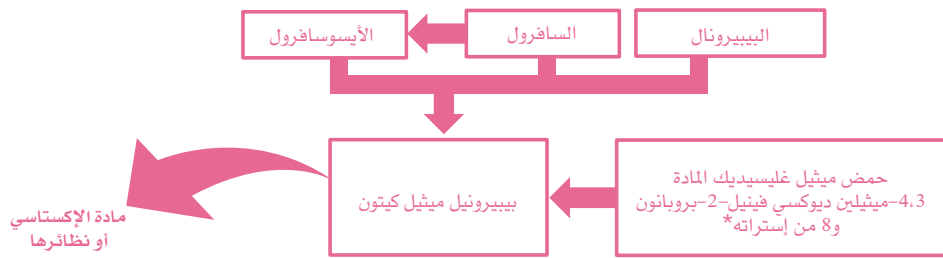 البيبيرونال
السافرول
الأيسوسافرول
حمض ميثيل غليسيديك المادة
4،3-ميثيلين ديوكسي فينيل-2-بروبانون
و8 من إستراته*
بيبيرونيل ميثيل كيتون
مادة الإكستاسي
أو نظائرها